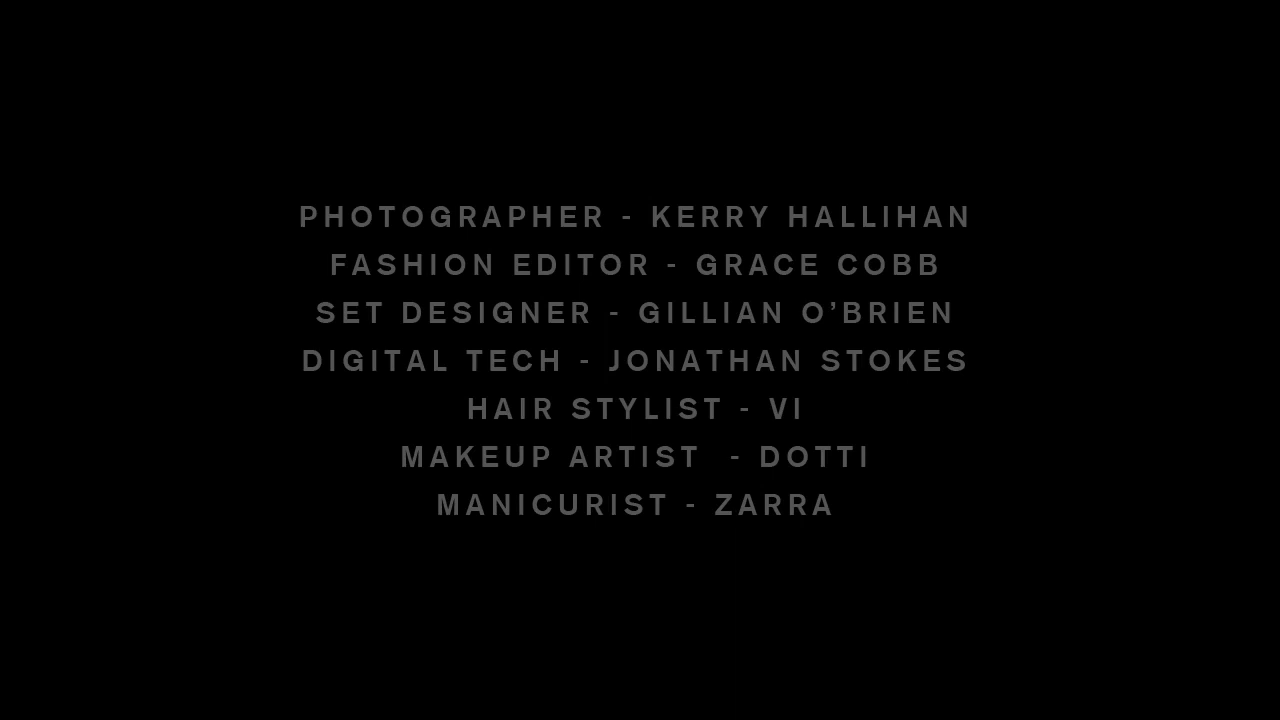 PHOTOGRAPHER - KERRY HALLIHAN
FASHION EDITOR - GRACE COBB
SET DESIGNER - GILLIAN O’BRIEN
DIGITAL TECH - JONATHAN STOKES
HAIR STYLIST - VI
MAKEUP ARTIST - DOTTI
MANICURIST - ZARRA